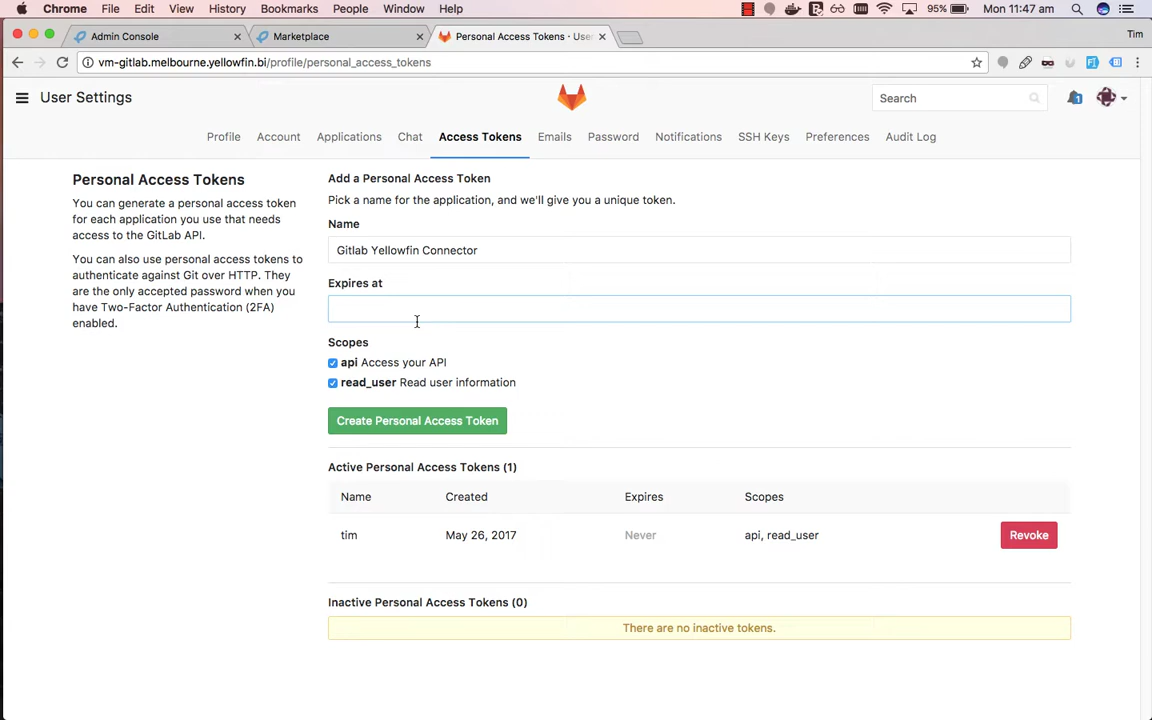 Chrome File Edit View History Bookmarks People Window Help 95% Mon 11:47 am
Admin Console Marketplace Personal Access Tokens · User Tim
vm-gitlab.melbourne.yellowfin.bi/profile/personal_access_tokens
User Settings Search 1
Profile Account Applications Chat Access Tokens Emails Password Notifications SSH Keys Preferences Audit Log
Personal Access Tokens
You can generate a personal access token
for each application you use that needs
access to the GitLab API.
You can also use personal access tokens to
authenticate against Git over HTTP. They
are the only accepted password when you
have Two-Factor Authentication (2FA)
enabled.
Add a Personal Access Token
Pick a name for the application, and we'll give you a unique token.
Name
Gitlab Yellowfin Connector
Expires at
Scopes
api Access your API
read_user Read user information
Create Personal Access Token
Active Personal Access Tokens (1)
Name Created Expires Scopes
tim May 26, 2017 Never api, read_user Revoke
Inactive Personal Access Tokens (0)
There are no inactive tokens.